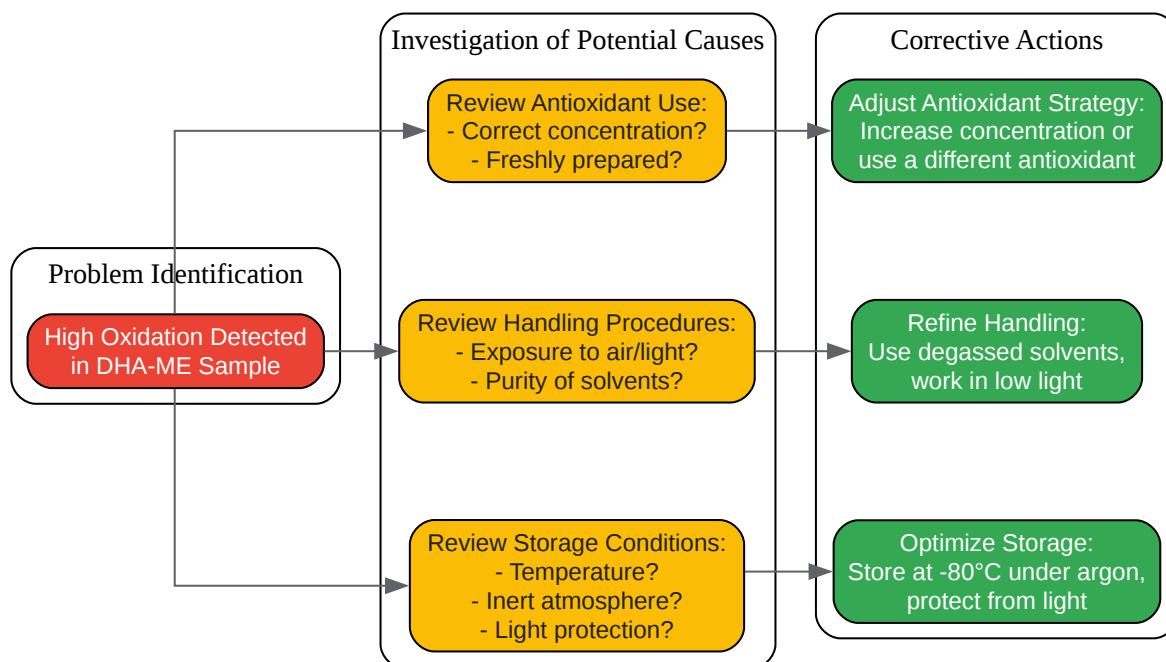 Problem Identification
High Oxidation Detected
in DHA-ME Sample
Investigation of Potential Causes
Review Antioxidant Use:
- Correct concentration?
- Freshly prepared?
Review Handling Procedures:
- Exposure to air/light?
- Purity of solvents?
Review Storage Conditions:
- Temperature?
- Inert atmosphere?
- Light protection?
Corrective Actions
Adjust Antioxidant Strategy:
Increase concentration or
use a different antioxidant
Refine Handling:
Use degassed solvents,
work in low light
Optimize Storage:
Store at -80°C under argon,
protect from light